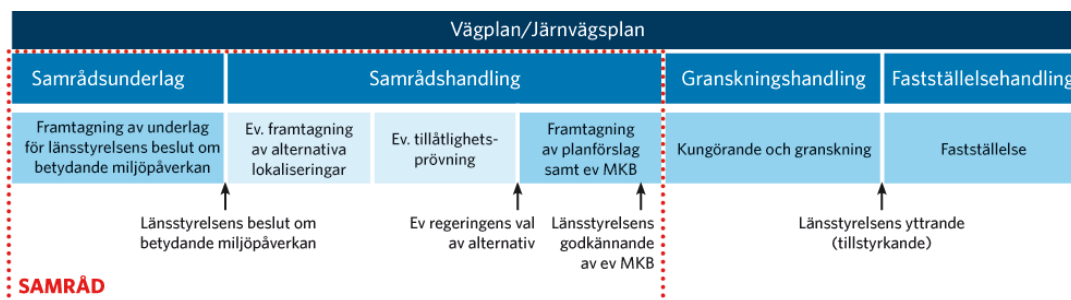 Vägplan/Järnvägsplan
Samrådsunderlag
Samrådshandling
Granskningshandling
Fastställelsehandling
Framtagning av underlag
för länsstyrelsens beslut om
betydande miljöpåverkan
Ev. framtagning
av alternativa
lokaliseringar
Ev. tillåtlighets-
prövning
Framtagning
av planförslag
samt ev MKB
Kungörande och granskning
Fastställelse
Länsstyrelsens beslut om
betydande miljöpåverkan
Ev regeringens val
av alternativ
Länsstyrelsens
godkännande
av ev MKB
Länsstyrelsens yttrande
(tillstyrkande)
SAMRÅD